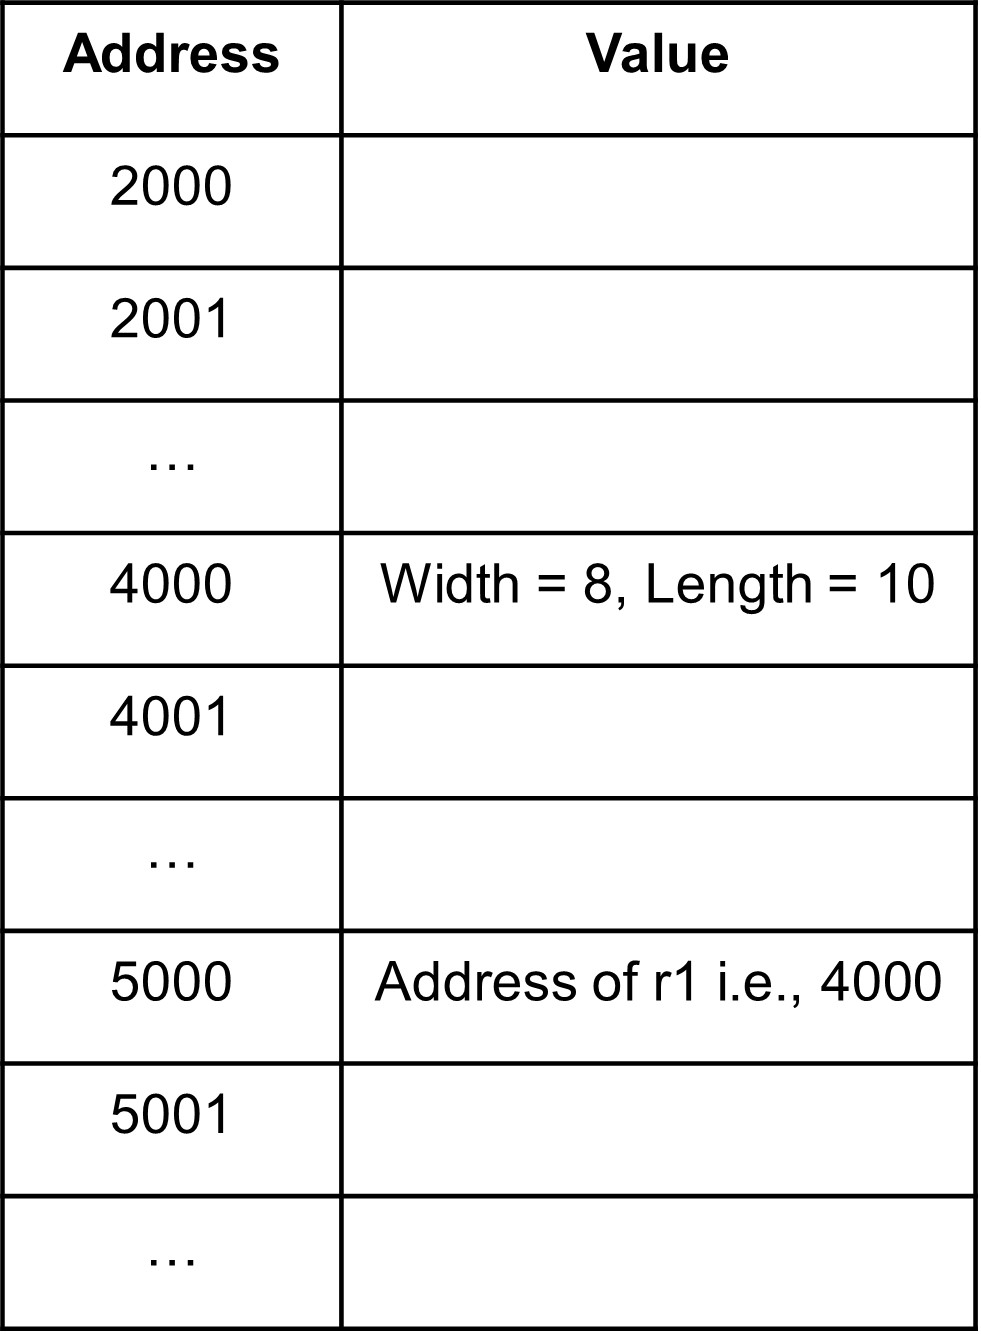 Address Value
2000
2001
…
4000 Width = 8, Length = 10
4001
…
5000 Address of r1 i.e., 4000
5001
…